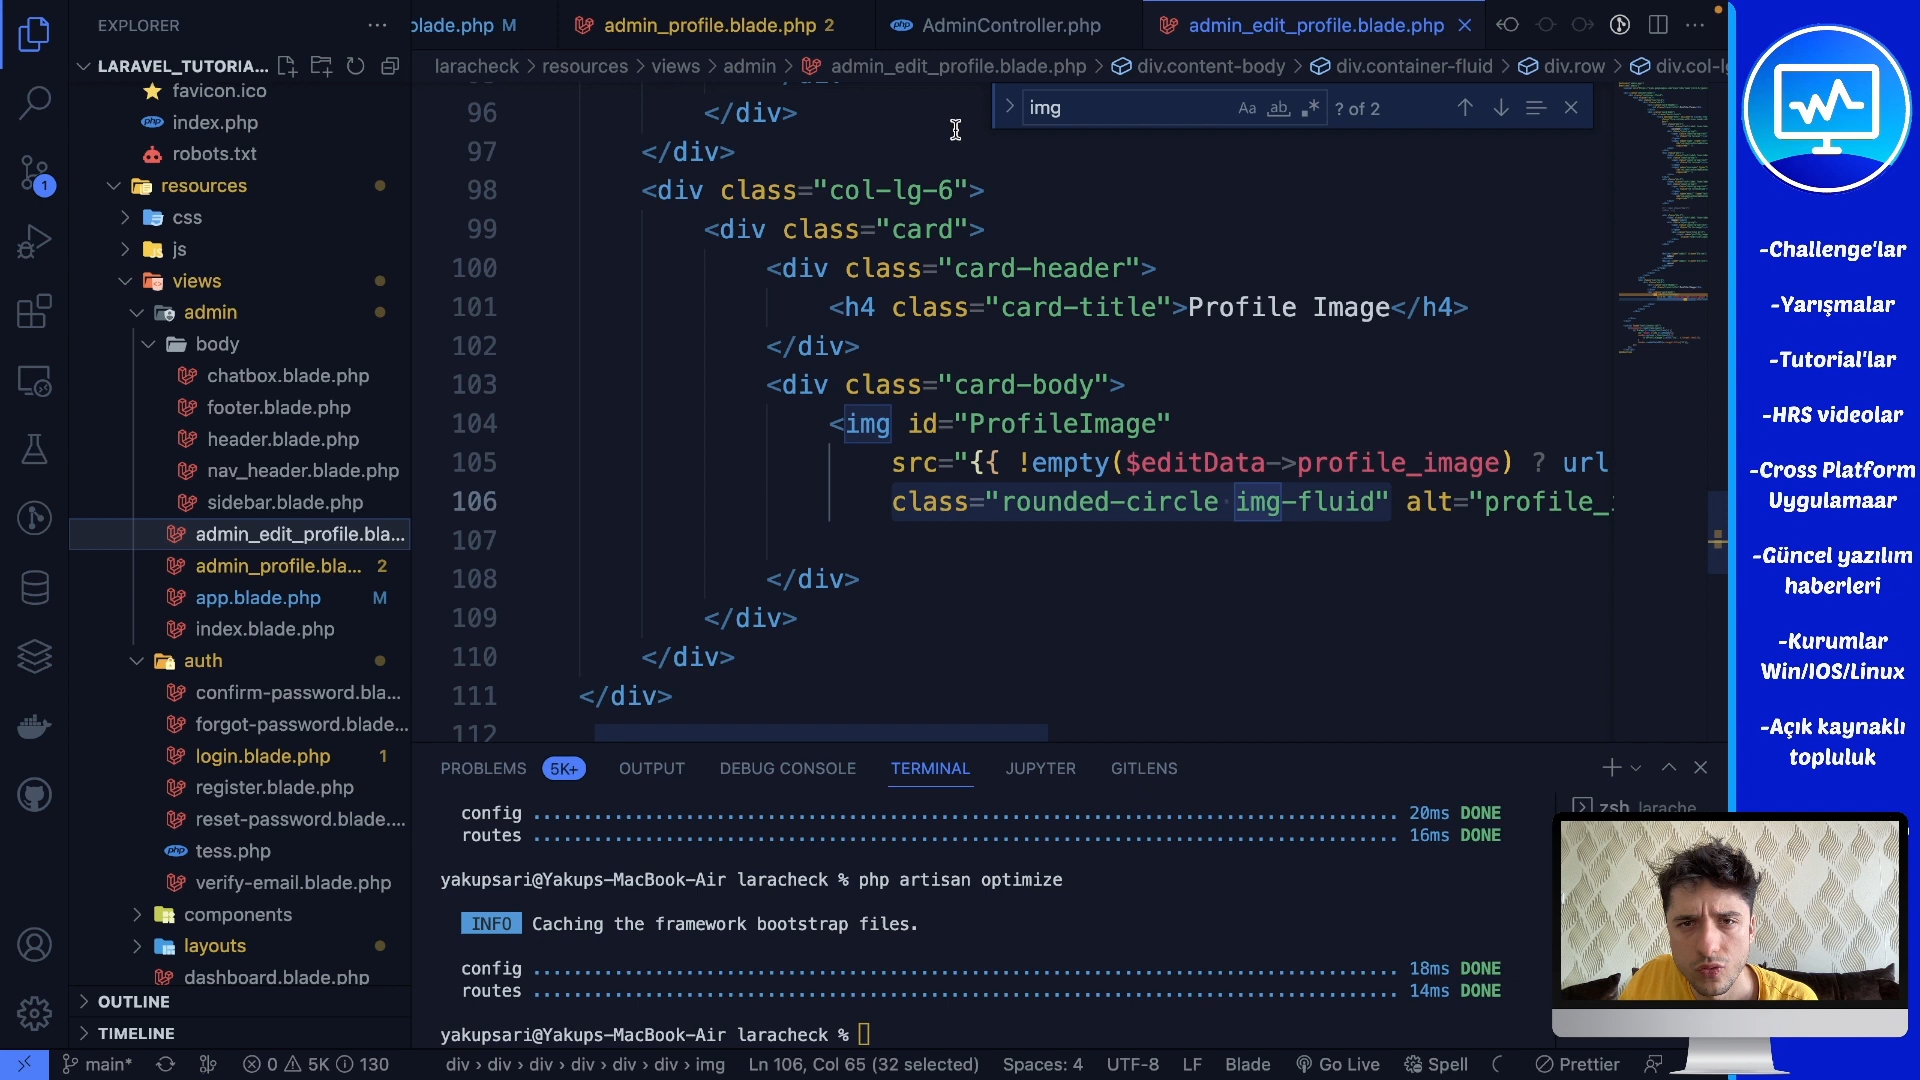 EXPLORER
LARAVEL_TUTORIA...
favicon.ico
index.php
robots.txt
resources
css
js
views
admin
body
chatbox.blade.php
footer.blade.php
header.blade.php
nav_header.blade.php
sidebar.blade.php
admin_edit_profile.bla...
admin_profile.bla... 2
app.blade.php M
index.blade.php
auth
confirm-password.bla...
forgot-password.blade...
login.blade.php 1
register.blade.php
reset-password.blade....
tess.php
verify-email.blade.php
components
layouts
dashboard.blade.php
OUTLINE
TIMELINE
1
blade.php M
admin_profile.blade.php 2
AdminController.php
admin_edit_profile.blade.php
laracheck > resources > views > admin > admin_edit_profile.blade.php > div.content-body > div.container-fluid > div.row > div.col-lg
img
Aa ab ? of 2
96 </div>
97 </div>
98 <div class="col-lg-6">
99 <div class="card">
100 <div class="card-header">
101 <h4 class="card-title">Profile Image</h4>
102 </div>
103 <div class="card-body">
104 <img id="ProfileImage"
105 src="{{ !empty($editData->profile_image) ? url
106 class="rounded-circle img-fluid" alt="profile_
107
108 </div>
109 </div>
110 </div>
111 </div>
112
PROBLEMS 5K+ OUTPUT DEBUG CONSOLE TERMINAL JUPYTER GITLENS
config ........................................ 20ms DONE
routes ........................................ 16ms DONE
yakupsari@Yakups-MacBook-Air laracheck % php artisan optimize
INFO Caching the framework bootstrap files.
config ........................................ 18ms DONE
routes ........................................ 14ms DONE
yakupsari@Yakups-MacBook-Air laracheck %
zsh larache
main* 0 5K 130 div > div > div > div > div > div > img Ln 106, Col 65 (32 selected) Spaces: 4 UTF-8 LF Blade Go Live Spell Prettier
-Challenge'lar
-Yarışmalar
-Tutorial'lar
-HRS videolar
-Cross Platform
Uygulamaar
-Güncel yazılım
haberleri
-Kurumlar
Win/IOS/Linux
-Açık kaynaklı
topluluk